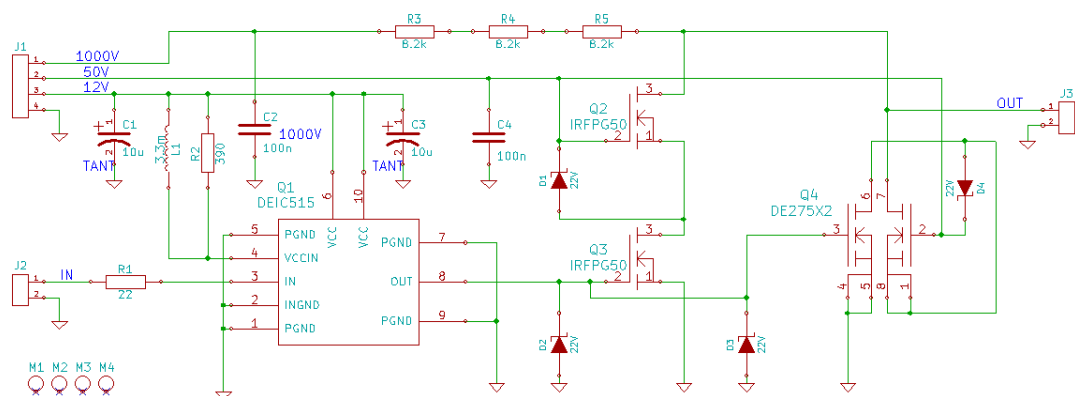 J1
1 1000V
2 50V
3 12V
4
R3
8.2k
R4
8.2k
R5
8.2k
C1
10u
TANT
1
2
3.3m
L1
R2
390
C2
1000V
100n
C3
10u
TANT
1
2
C4
100n
Q1
DEIC515
6 VCC
10 VCC
5 PGND
4 VCCIN
3 IN
2 INGND
1 PGND
PGND 7
OUT 8
PGND 9
J2
1 IN
2
R1
22
Q2
IRFPG50
3
2
1
D1
22V
Q3
IRFPG50
3
2
1
D2
22V
D3
22V
Q4
DE275X2
6
7
3
2
4
5
8
1
22V
D4
J3
OUT 1
2
M1 M2 M3 M4